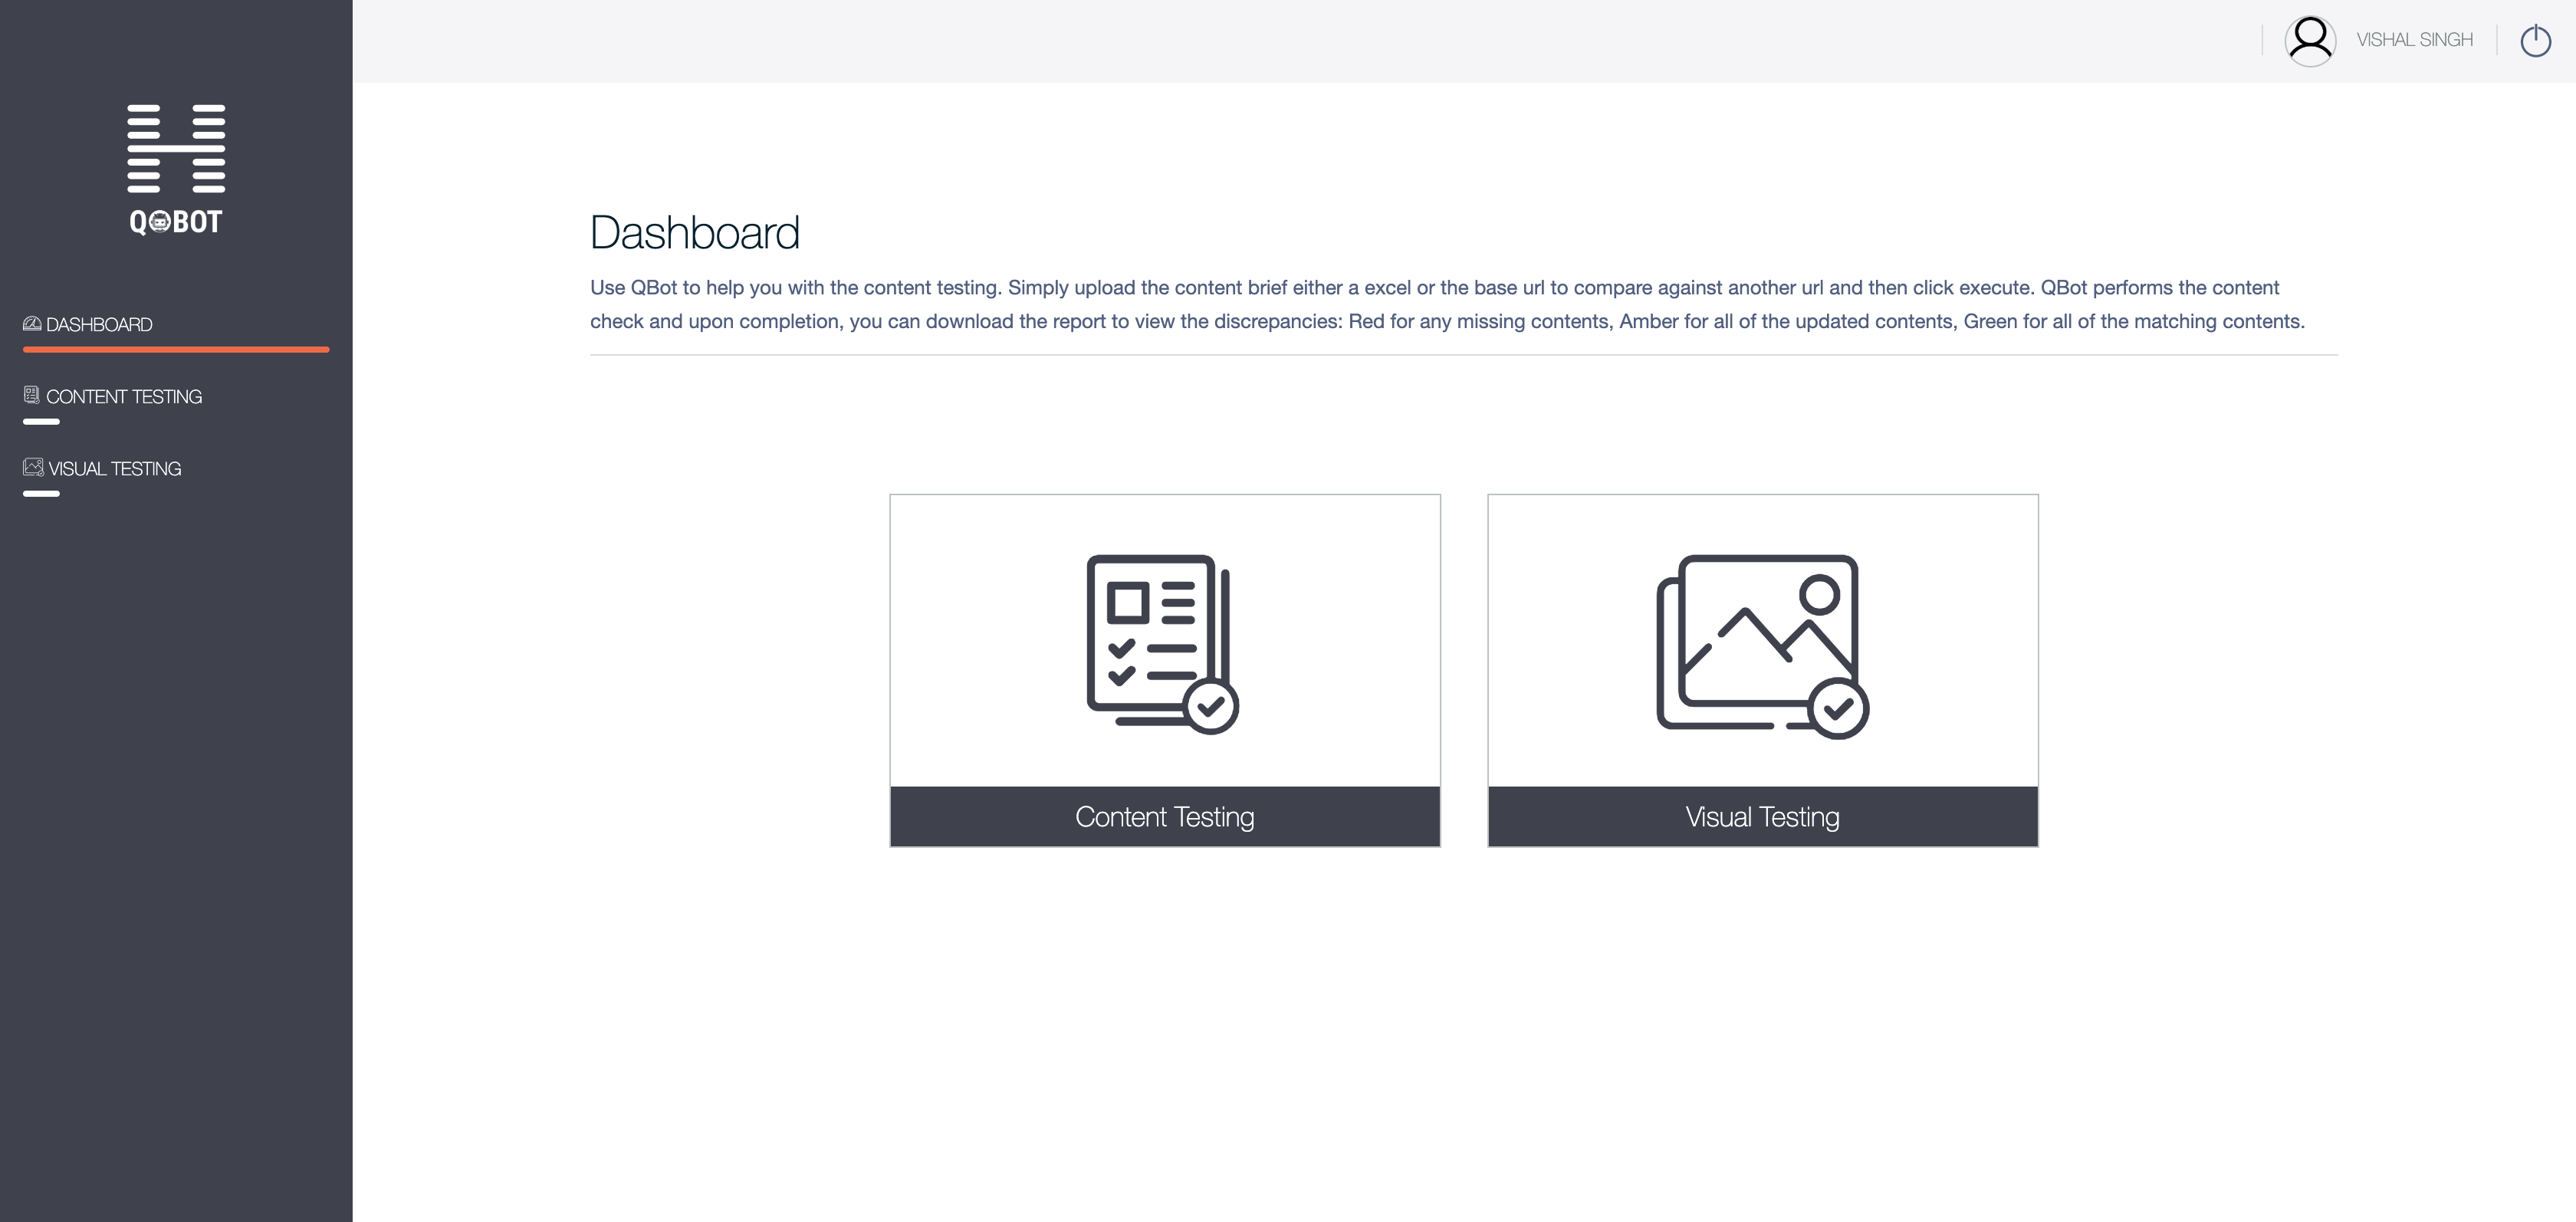 VISHAL SINGH
QBOT
DASHBOARD
CONTENT TESTING
VISUAL TESTING
Dashboard
Use QBot to help you with the content testing. Simply upload the content brief either a excel or the base url to compare against another url and then click execute. QBot performs the content
check and upon completion, you can download the report to view the discrepancies: Red for any missing contents, Amber for all of the updated contents, Green for all of the matching contents.
Content Testing
Visual Testing